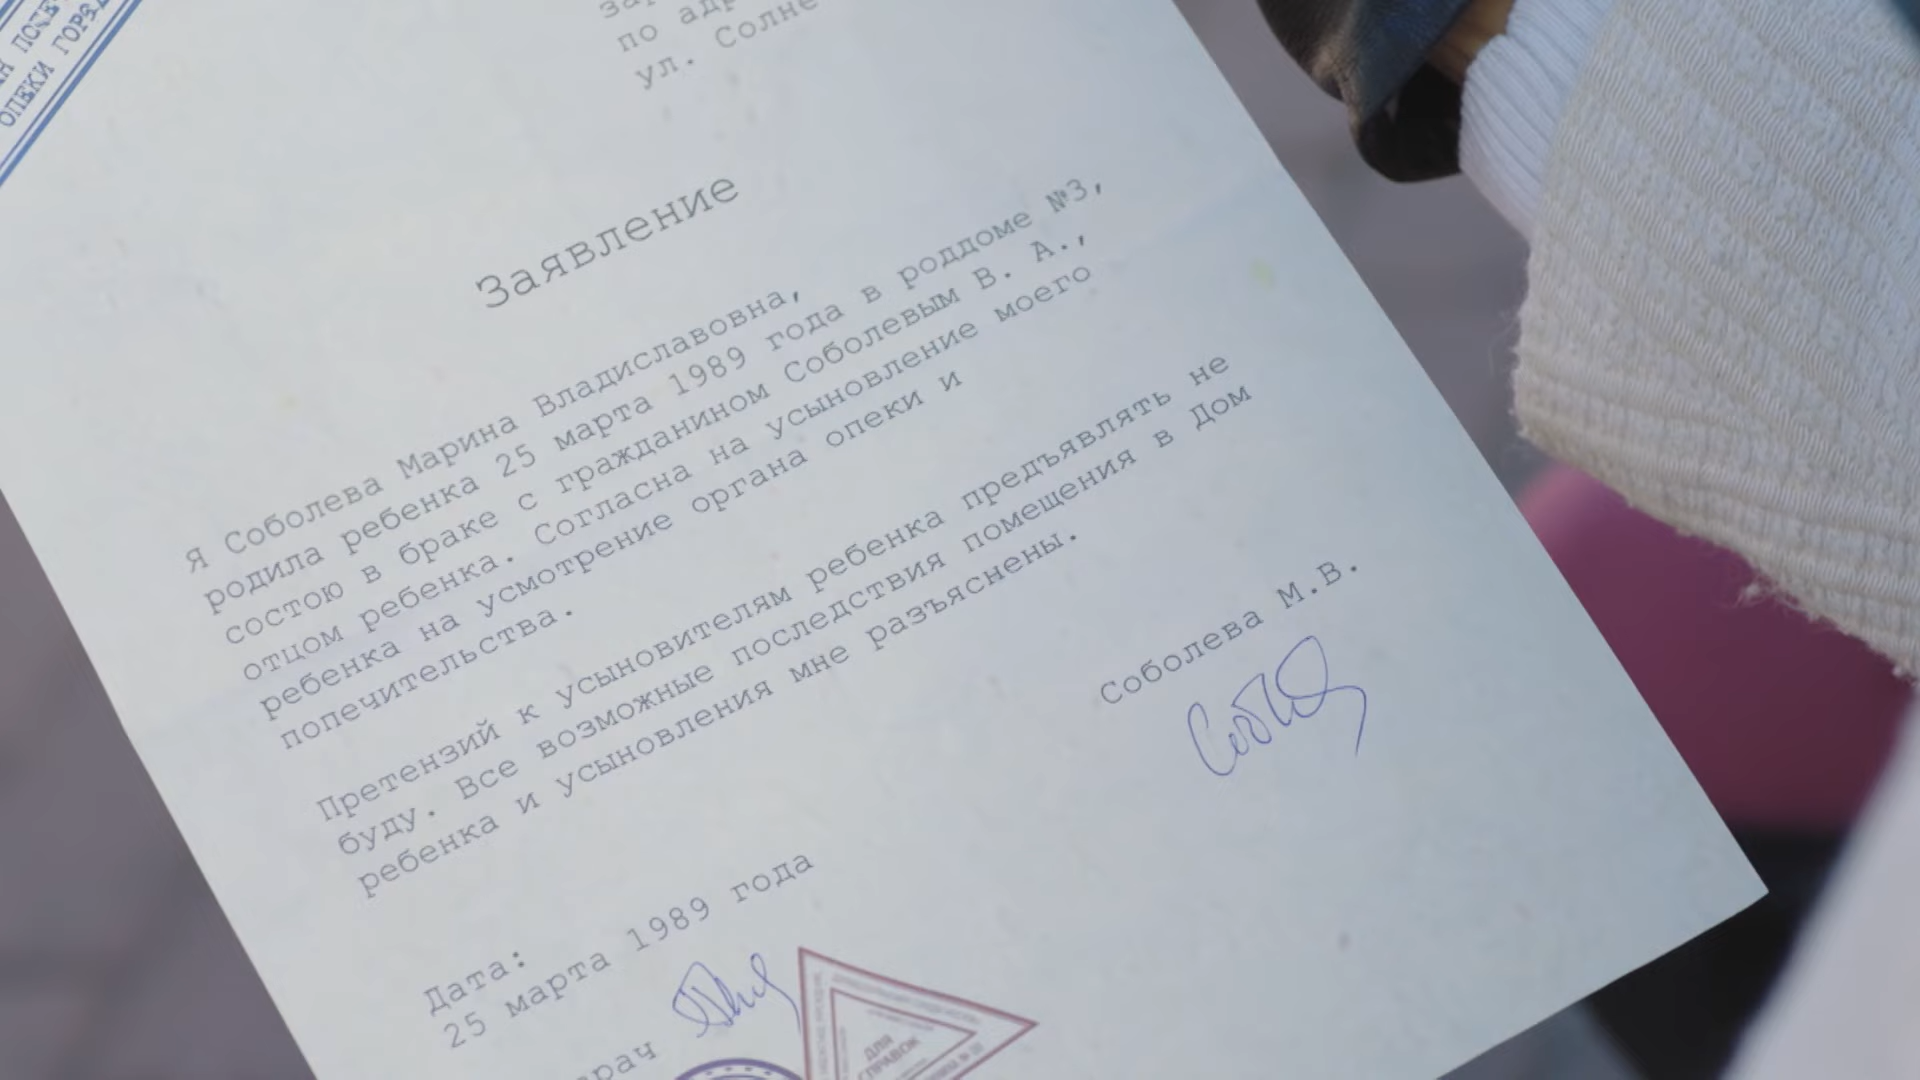 ОПЕКИ
по
ул. Солне
Заявление
Я Соболева Марина Владиславовна,
родила ребенка 25 марта 1989 года в роддоме №3,
состою в браке с гражданином Соболевым В. А.,
отцом ребенка. Согласна на усыновление моего
ребенка на усмотрение органа опеки и
попечительства.
Претензий к усыновителям ребенка предъявлять не
буду. Все возможные последствия помещения в Дом
ребенка и усыновления мне разъяснены.
Соболева М.В.
Дата:
25 марта 1989 года
рач
ДЛЯ
СПРАВОК